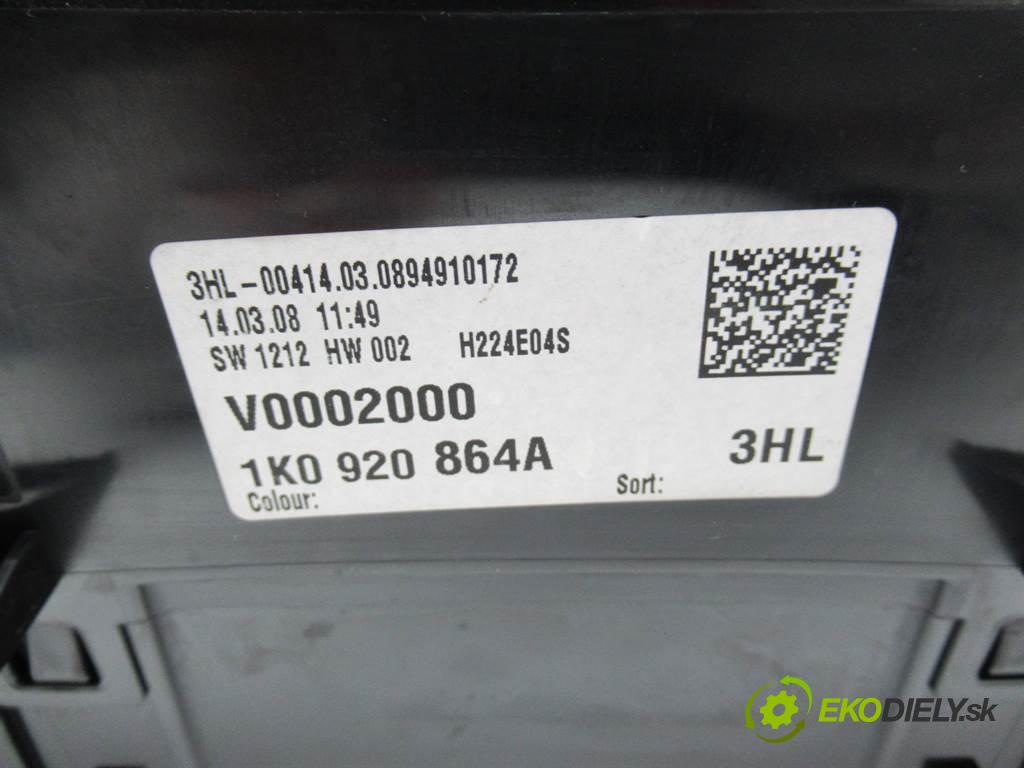 3HL-00414.03.0894910172
14.03.08 11:49
SW 1212 HW 002 H224E04S
V0002000
1K0 920 864A 3HL
Colour: Sort:
EKODIELY.sk